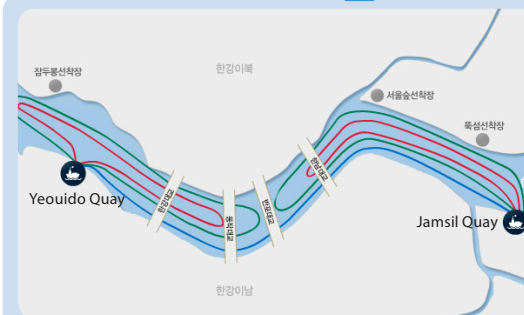 잠두봉선착장
한강이북
서울숲선착장
뚝섬선착장
Yeouido Quay
한강대교
동작대교
반포대교
한남대교
Jamsil Quay
한강이남